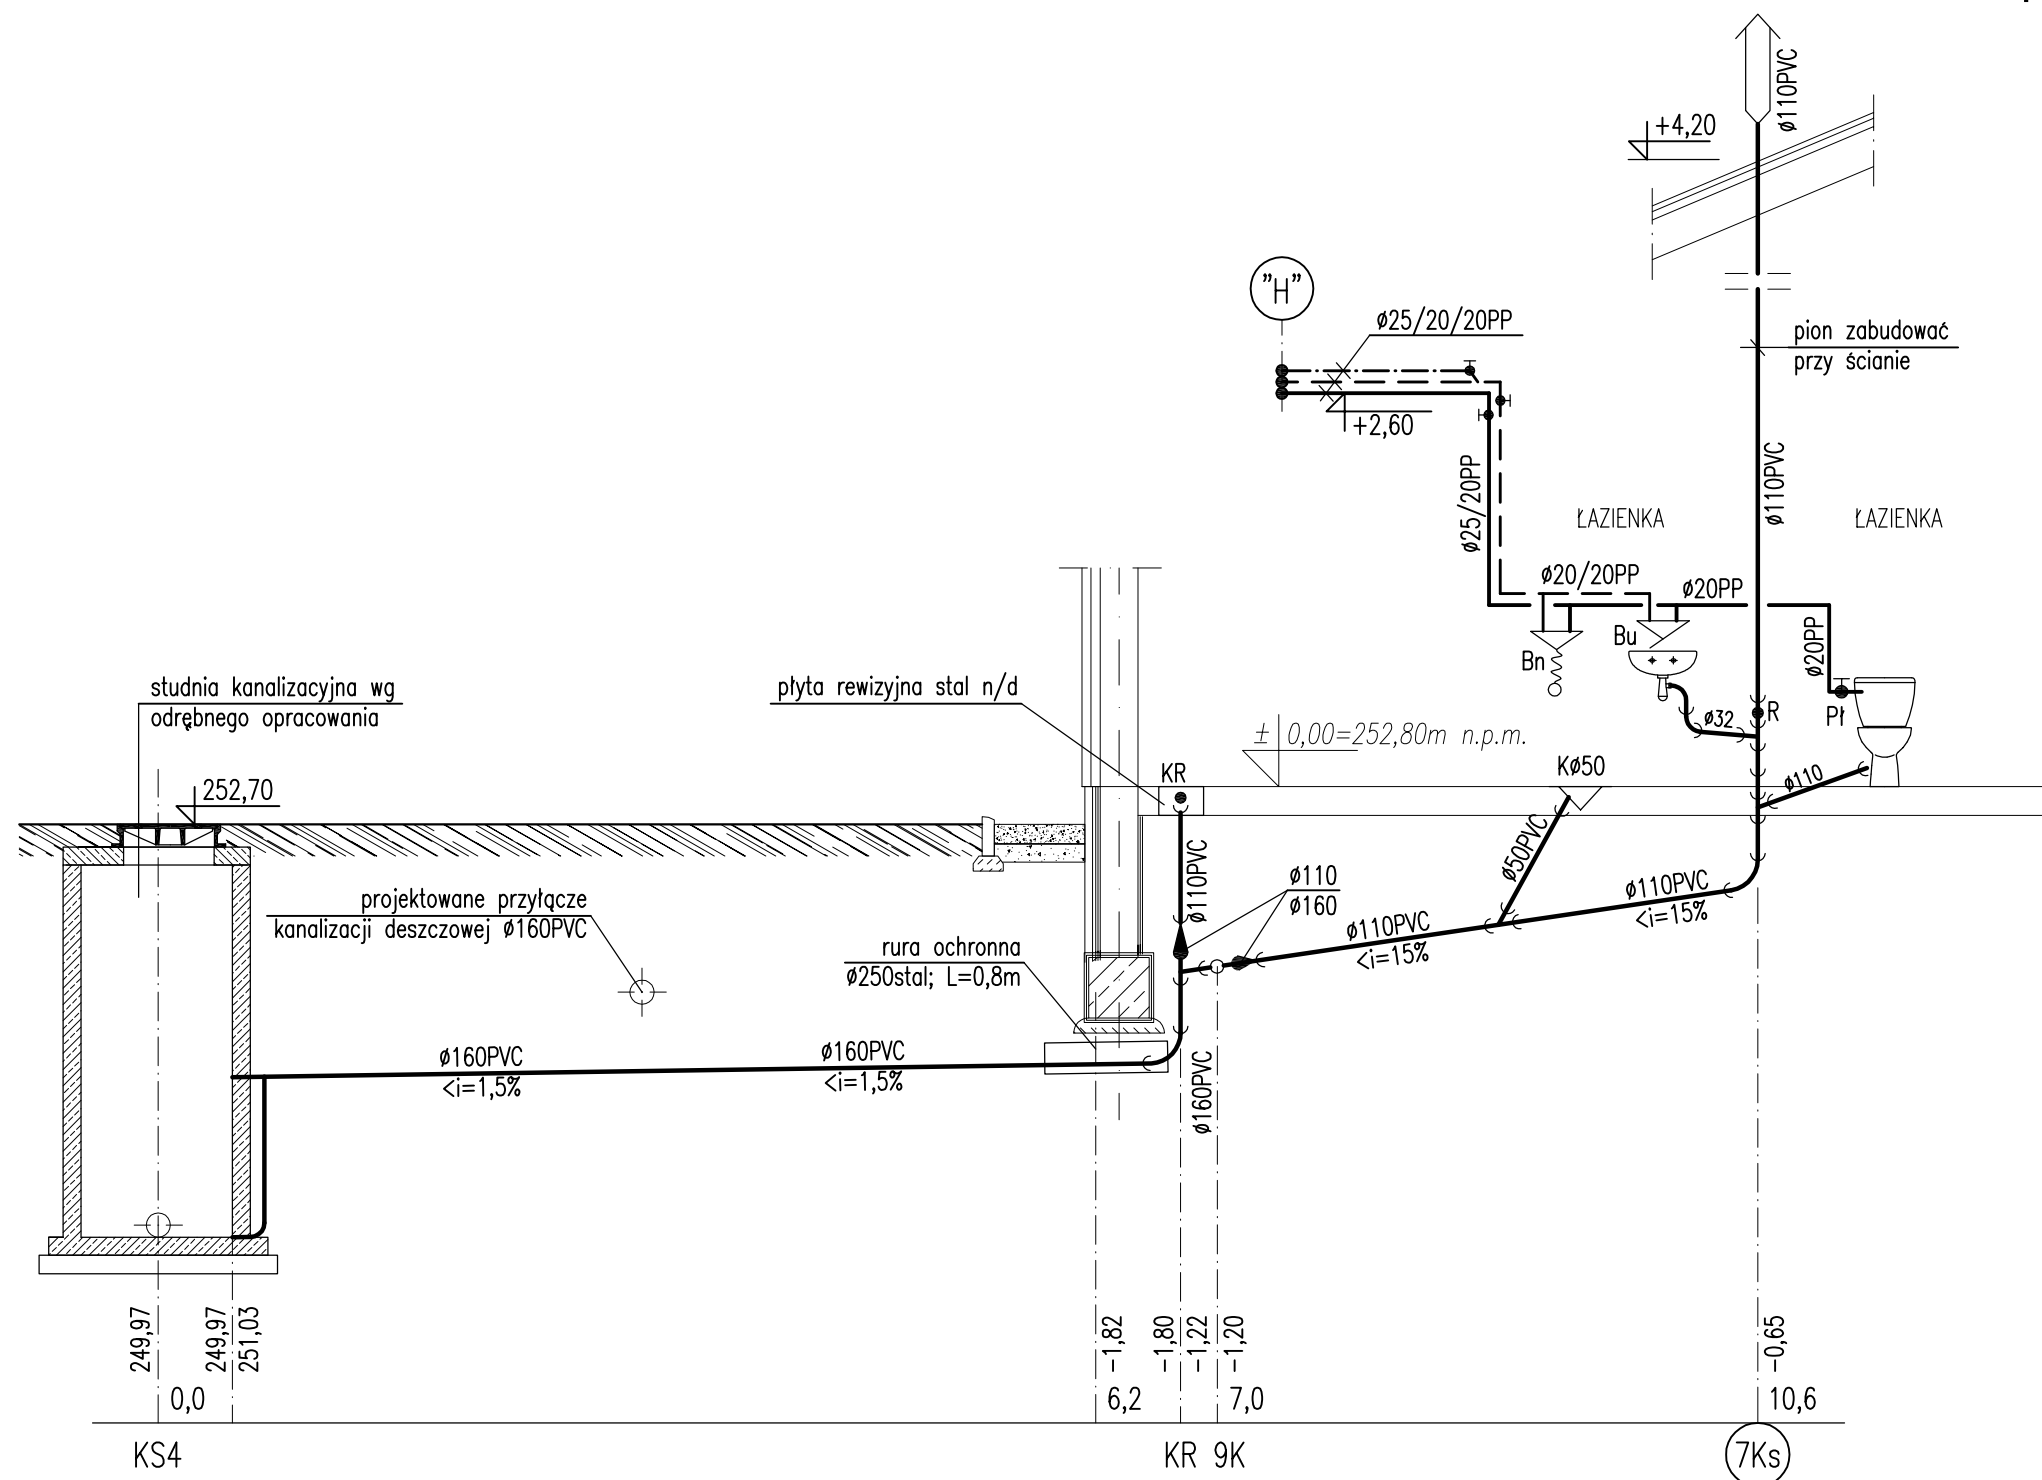 ø110PVC
+4,20
"H"
ø25/20/20PP
pion zabudować
przy ścianie
+2,60
ø25/20PP
ø110PVC
ŁAZIENKA
ŁAZIENKA
ø20/20PP
ø20PP
Bu
Bn
ø20PP
studnia kanalizacyjna wg
odrębnego opracowania
płyta rewizyjna stal n/d
R
Pł
ø32
± 0,00=252,80m n.p.m.
KR
Kø50
ø110
252,70
ø50PVC
ø110PVC
ø110
ø160
ø110PVC
<i=15%
ø110PVC
<i=15%
projektowane przyłącze
kanalizacji deszczowej ø160PVC
rura ochronna
ø250stal; L=0,8m
ø160PVC
<i=1,5%
ø160PVC
<i=1,5%
ø160PVC
249,97
249,97
251,03
-1,82
-1,80
-1,22
-1,20
-0,65
0,0
6,2
7,0
10,6
KS4
KR 9K
7Ks